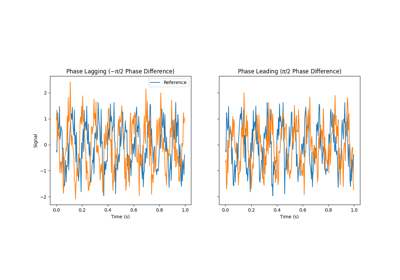 Phase Lagging (−π/2 Phase Difference)
Phase Leading (π/2 Phase Difference)
Reference
Signal
2
1
0
−1
−2
0.0 0.2 0.4 0.6 0.8 1.0
0.0 0.2 0.4 0.6 0.8 1.0
Time (s)
Time (s)